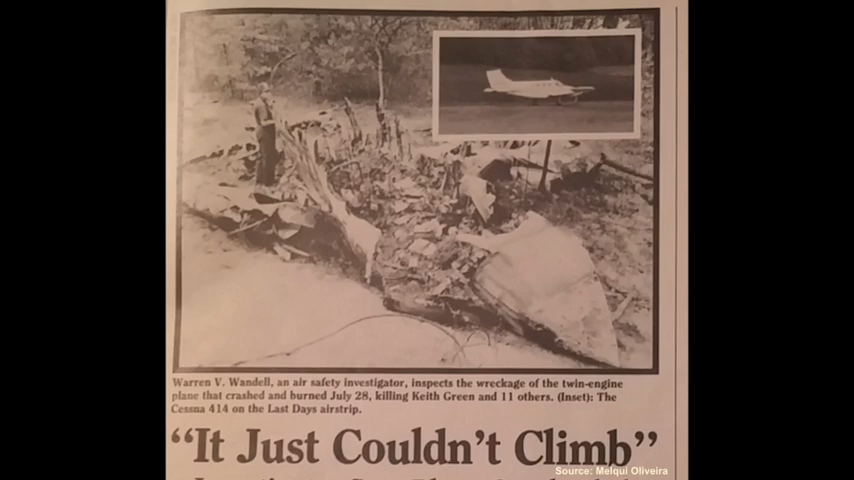 Warren V. Wandell, an air safety investigator, inspects the wreckage of the twin-engine
plane that crashed and burned July 28, killing Keith Green and 11 others. (Inset): The
Cessna 414 on the Last Days airstrip.
“It Just Couldn’t Climb”
Source: Melqui Oliveira